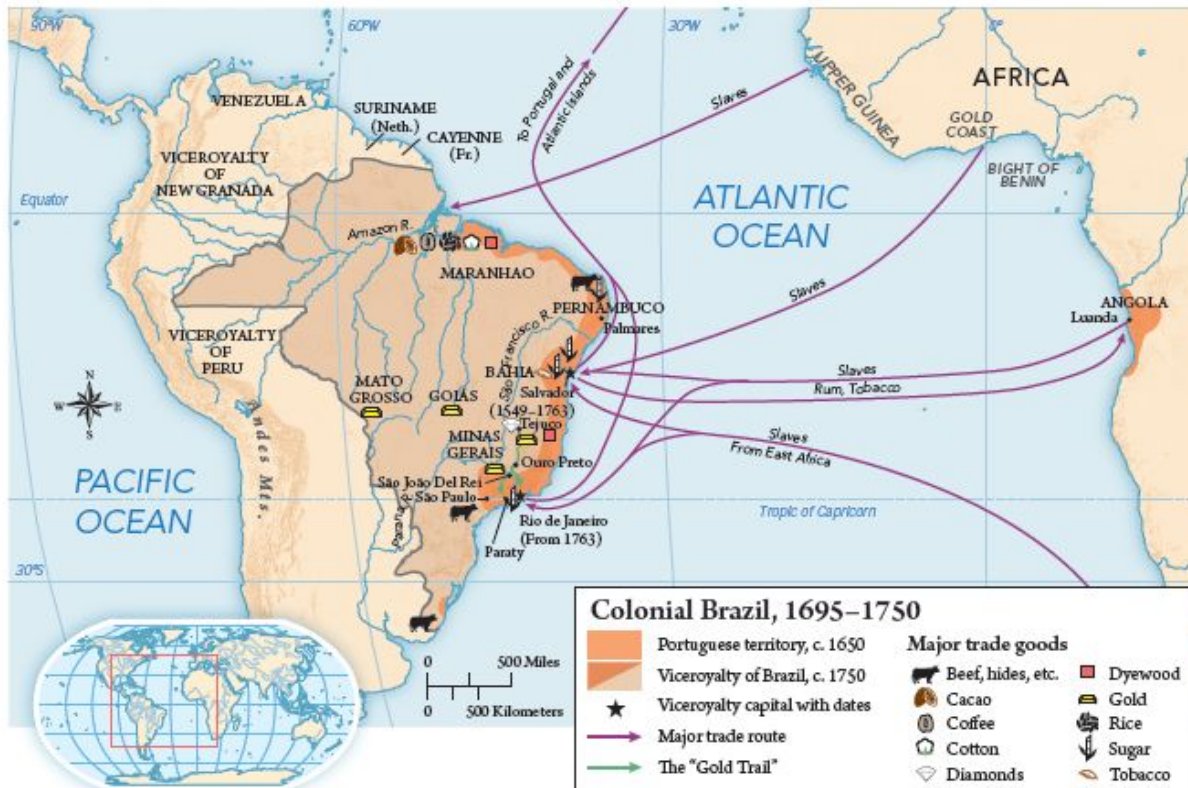 90°W
60°W
30°W
0°
VENEZUELA
SURINAME
(Neth.)
CAYENNE
(Fr.)
VICEROYALTY
OF
NEW GRANADA
Equator
Amazon R.
MARANHAO
To Portugal and
Atlantic Islands
Slaves
UPPER GUINEA
AFRICA
GOLD
COAST
BIGHT OF
BENIN
ATLANTIC
OCEAN
Slaves
PERNAMBUCO
Palmares
São Francisco R.
VICEROYALTY
OF
PERU
ANGOLA
Luanda
BAHIA
Salvador
(1549–1763)
Slaves
Rum, Tobacco
MATO
GROSSO
GOIÁS
Tejuco
MINAS
GERAIS
Ouro Preto
Slaves
From East Africa
Andes Mts.
N
W
E
S
PACIFIC
OCEAN
São João Del Rei
São Paulo
Paraná R.
Rio de Janeiro
(From 1763)
Paraty
Tropic of Capricorn
30°S
0
500 Miles
0
500 Kilometers
Colonial Brazil, 1695–1750
Portuguese territory, c. 1650
Viceroyalty of Brazil, c. 1750
Viceroyalty capital with dates
Major trade route
The “Gold Trail”
Major trade goods
Beef, hides, etc.
Cacao
Coffee
Cotton
Diamonds
Dyewood
Gold
Rice
Sugar
Tobacco